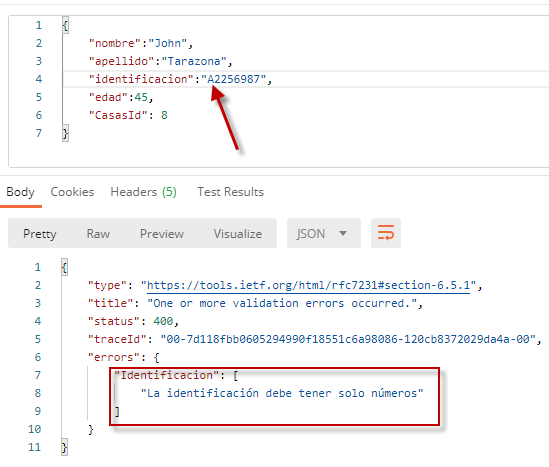 1 {
2 "nombre":"John",
3 "apellido":"Tarazona",
4 "identificacion":"A2256987",
5 "edad":45,
6 "CasasId": 8
7 }
Body Cookies Headers (5) Test Results
Pretty Raw Preview Visualize JSON
1 {
2 "type": "https://tools.ietf.org/html/rfc7231#section-6.5.1",
3 "title": "One or more validation errors occurred.",
4 "status": 400,
5 "traceId": "00-7d118fbb0605294990f18551c6a98086-120cb8372029da4a-00",
6 "errors": {
7 "Identificacion": [
8 "La identificación debe tener solo números"
9 ]
10 }
11 }